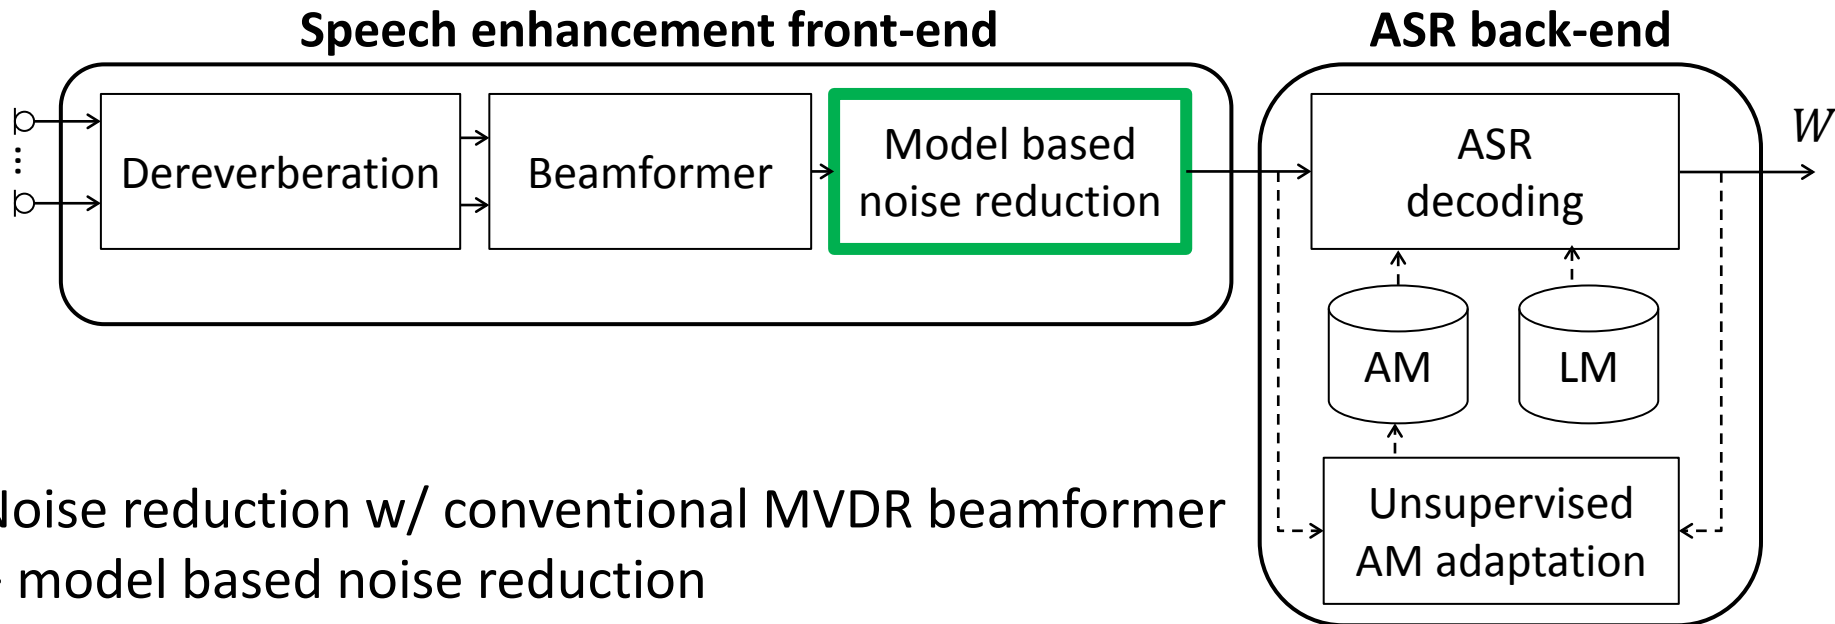 Speech enhancement front-end
ASR back-end
Dereverberation
Beamformer
Model based
noise reduction
ASR
decoding
W
AM
LM
Unsupervised
AM adaptation
reduction w/ conventional MVDR beamformer
model based noise reduction